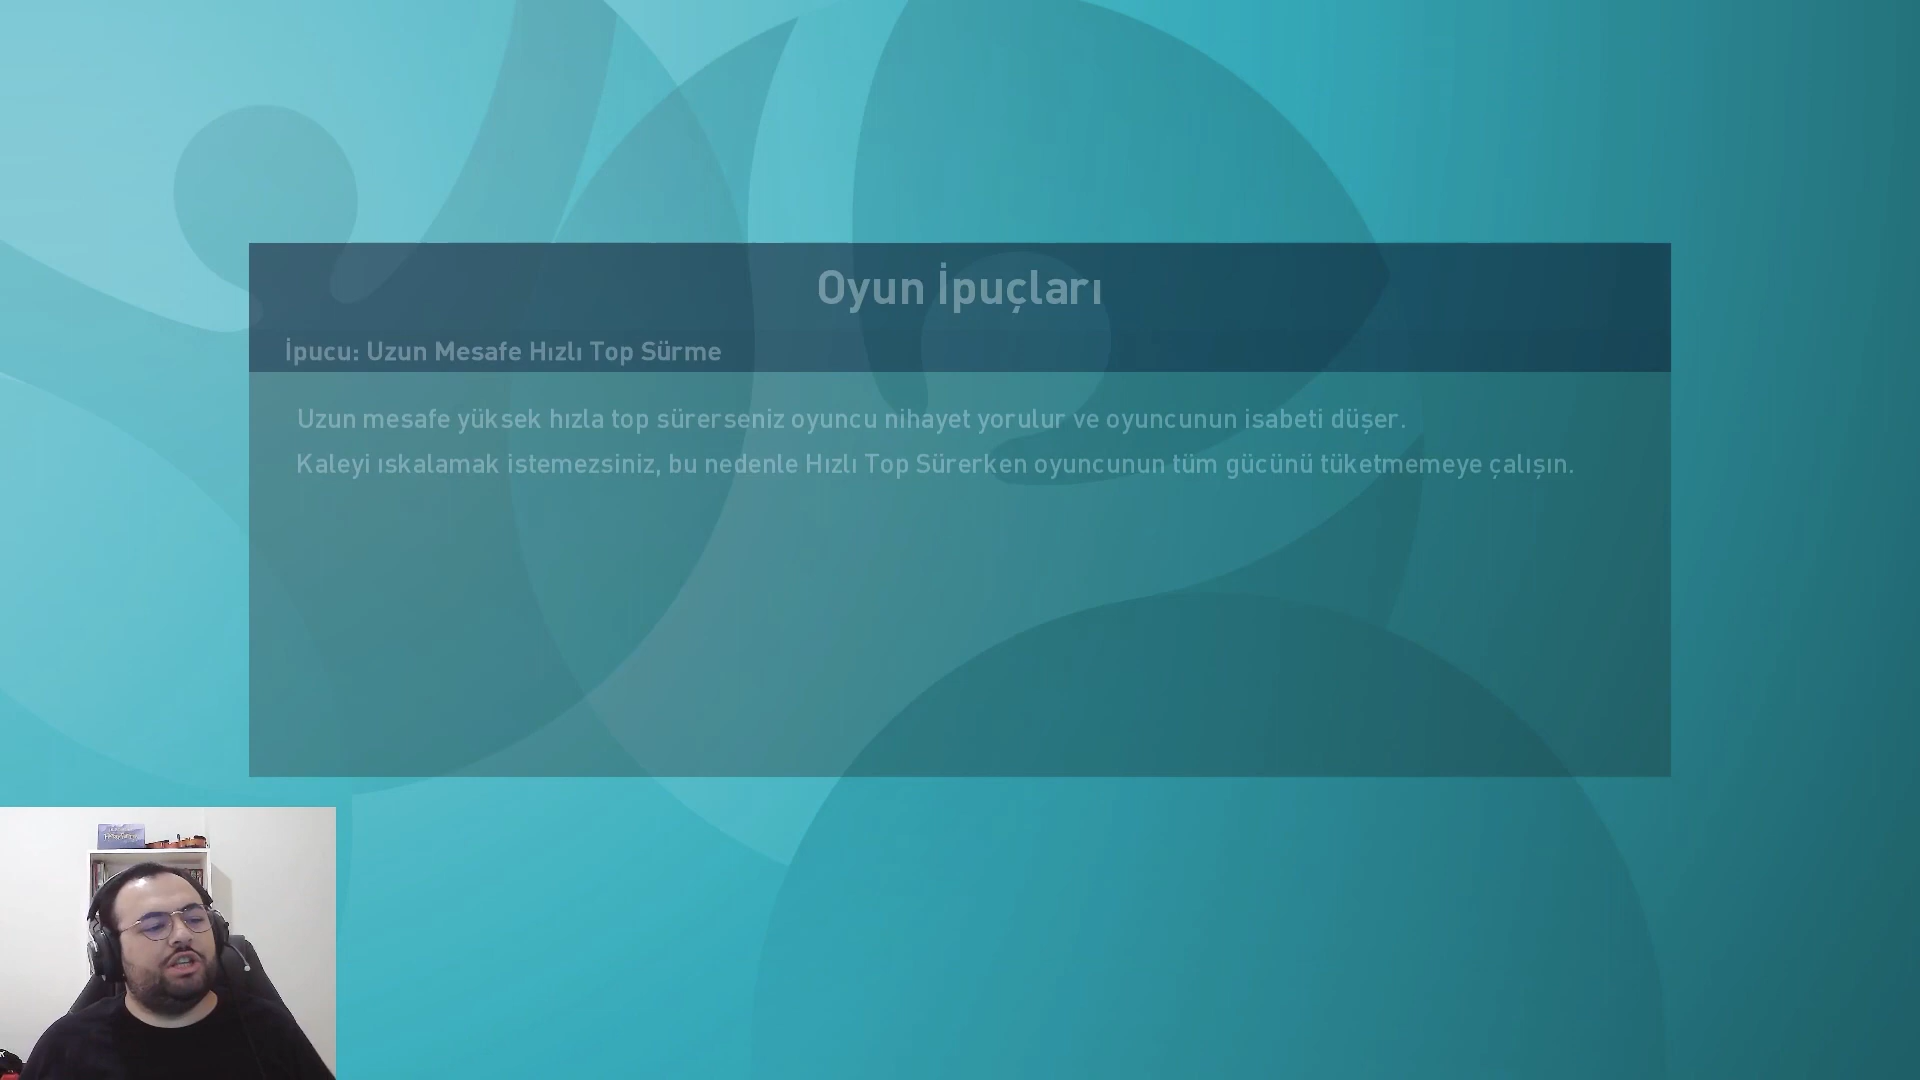 Oyun İpuçları
İpucu: Uzun Mesafe Hızlı Top Sürme
Uzun mesafe yüksek hızla top sürerseniz oyuncu nihayet yorulur ve oyuncunun isabeti düşer.
Kaleyi ıskalamak istemezsiniz, bu nedenle Hızlı Top Sürerken oyuncunun tüm gücünü tüketmemeye çalışın.